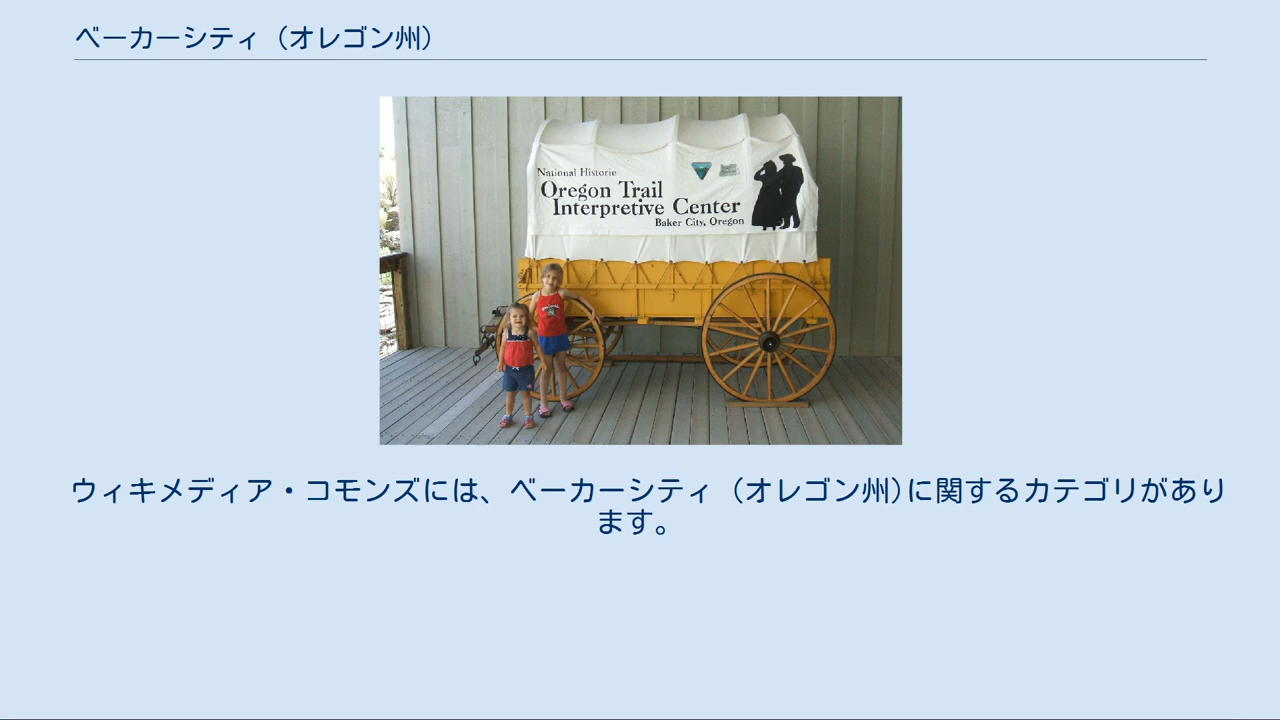 ベーカーシティ (オレゴン州)
National Historic
Oregon Trail
Interpretive Center
Baker City, Oregon
ウィキメディア・コモンズには、ベーカーシティ (オレゴン州)に関するカテゴリがあり
ます。